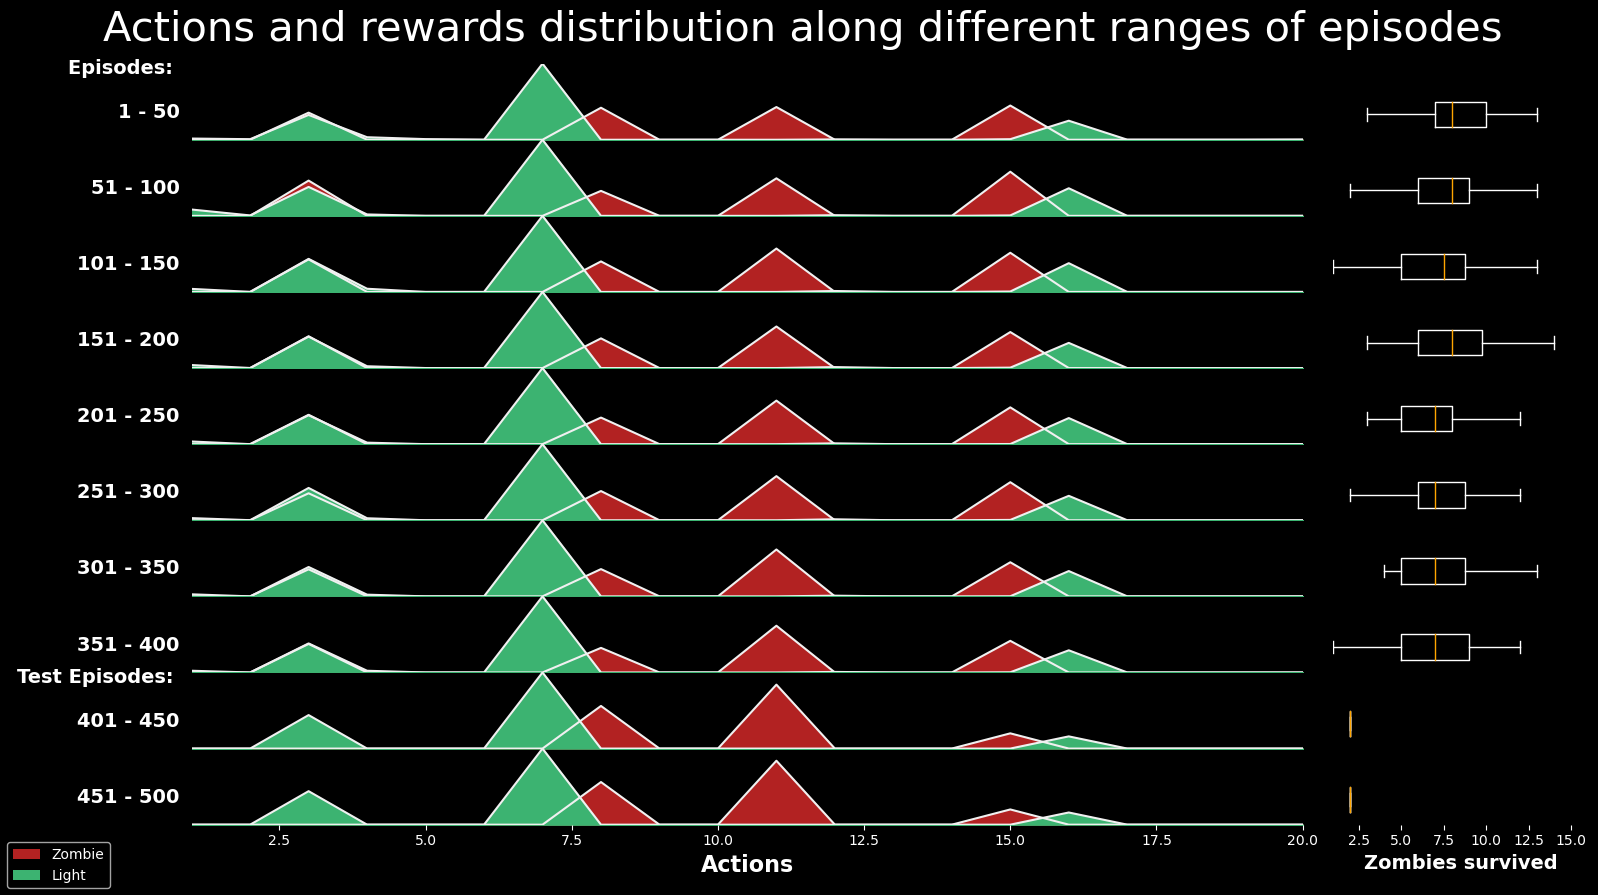 Actions and rewards distribution along different ranges of episodes
Episodes:
1 - 50
51 - 100
101 - 150
151 - 200
201 - 250
251 - 300
301 - 350
351 - 400
Test Episodes:
401 - 450
451 - 500
2.5 5.0 7.5 10.0 12.5 15.0 17.5 20.0
2.5 5.0 7.5 10.0 12.5 15.0
Actions
Zombies survived
Zombie
Light